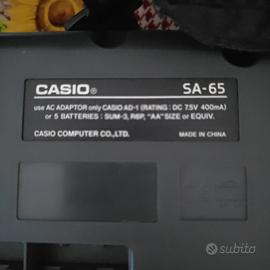 CASIO® SA-65
use AC ADAPTOR only CASIO AD-1 (RATING: DC 7.5V 400mA)
or 5 BATTERIES: SUM-3, R6P, "AA" SIZE or EQUIV.
CASIO COMPUTER CO.,LTD. MADE IN CHINA
subito